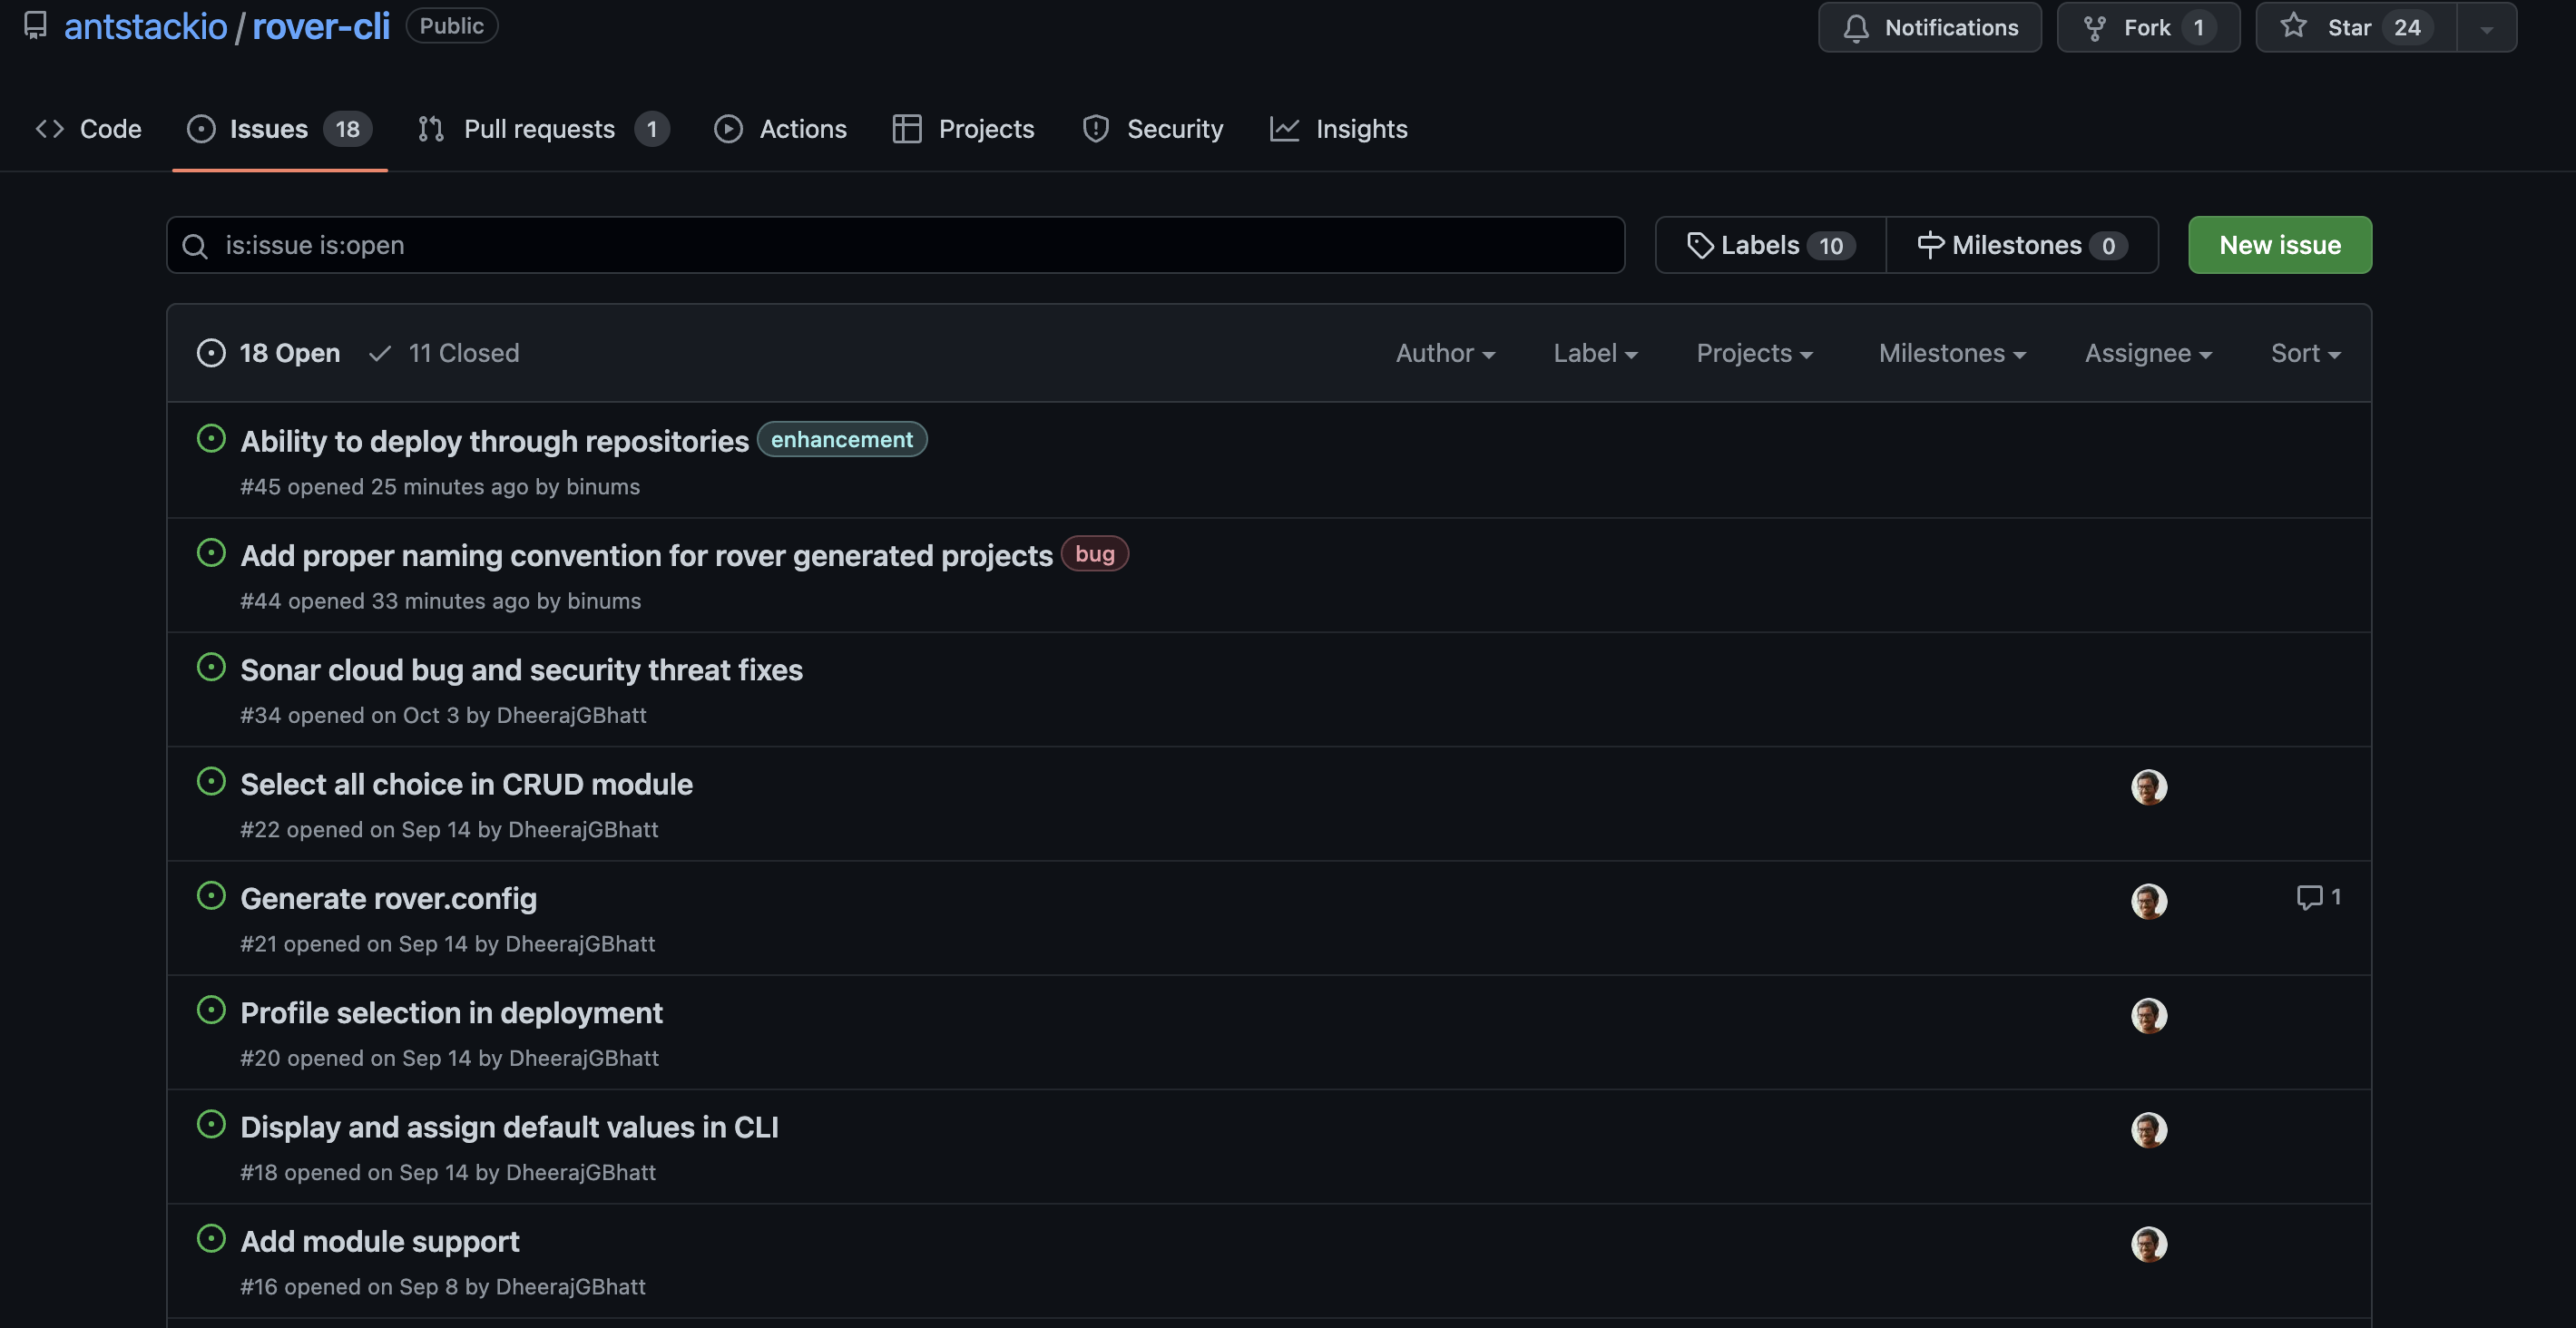 antstackio / rover-cli Public
Notifications Fork 1 Star 24
Code Issues 18 Pull requests 1 Actions Projects Security Insights
is:issue is:open
Labels 10 Milestones 0 New issue
18 Open 11 Closed Author Label Projects Milestones Assignee Sort
Ability to deploy through repositories enhancement
#45 opened 25 minutes ago by binums
Add proper naming convention for rover generated projects bug
#44 opened 33 minutes ago by binums
Sonar cloud bug and security threat fixes
#34 opened on Oct 3 by DheerajGBhatt
Select all choice in CRUD module
#22 opened on Sep 14 by DheerajGBhatt
Generate rover.config 1
#21 opened on Sep 14 by DheerajGBhatt
Profile selection in deployment
#20 opened on Sep 14 by DheerajGBhatt
Display and assign default values in CLI
#18 opened on Sep 14 by DheerajGBhatt
Add module support
#16 opened on Sep 8 by DheerajGBhatt